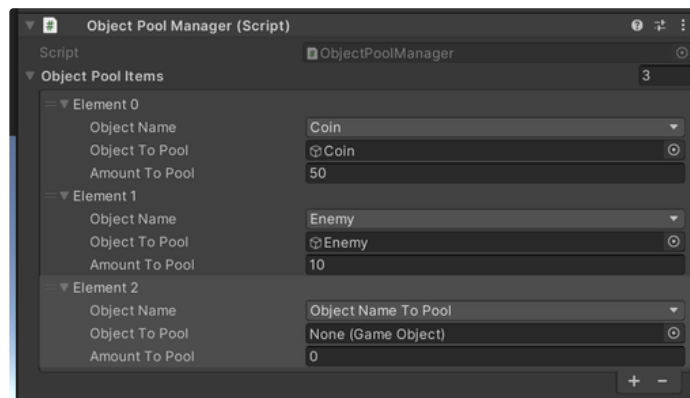 Object Pool Manager (Script)
Script ObjectPoolManager
Object Pool Items 3
Element 0
Object Name Coin
Object To Pool Coin
Amount To Pool 50
Element 1
Object Name Enemy
Object To Pool Enemy
Amount To Pool 10
Element 2
Object Name Object Name To Pool
Object To Pool None (Game Object)
Amount To Pool 0
+ -